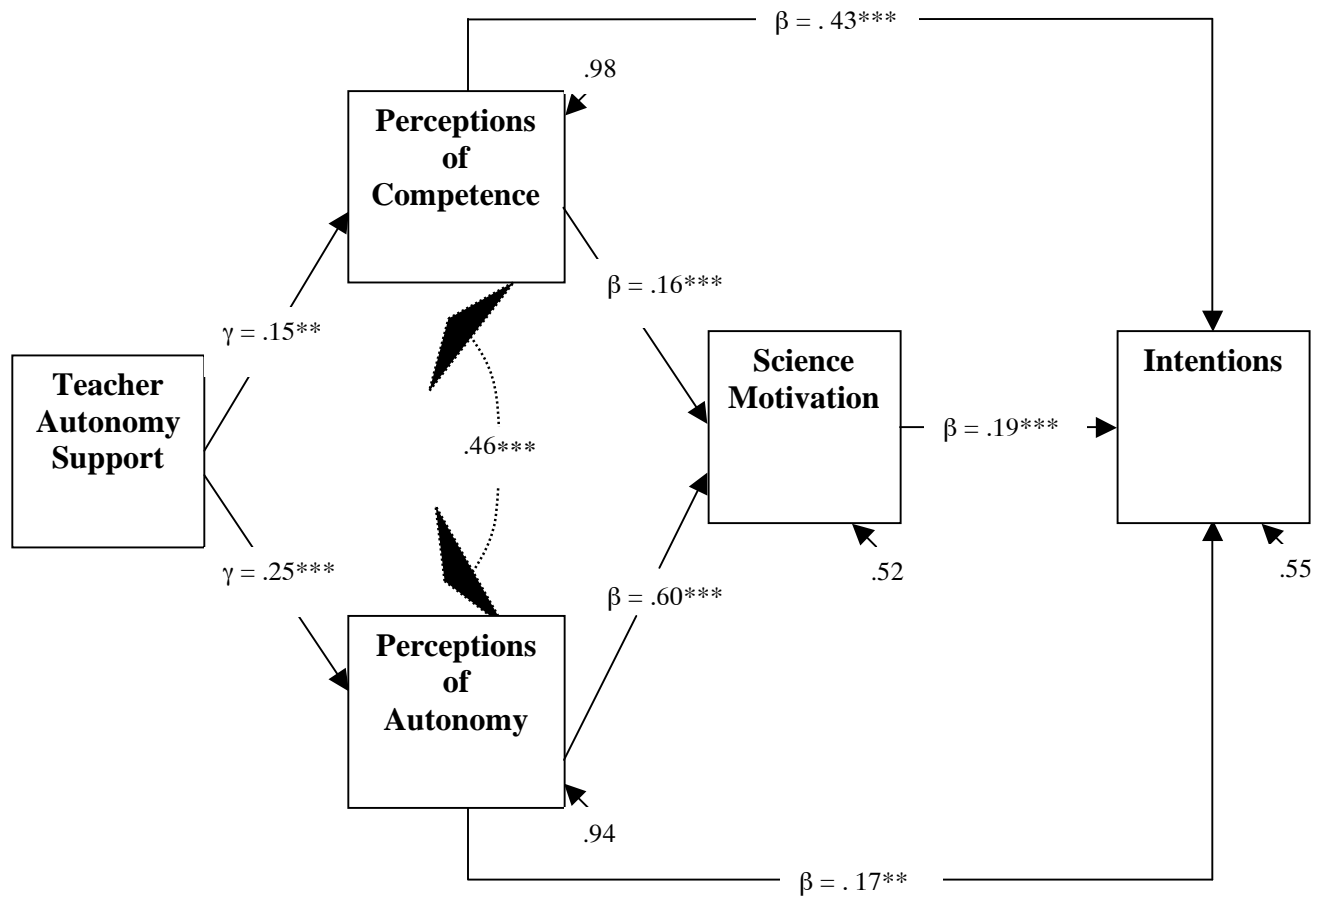 β = . 43***
.98
Perceptions
of
Competence
β = .16***
γ = .15**
Teacher
Autonomy
Support
Science
Motivation
Intentions
β = .19***
.46***
γ = .25***
.52
.55
β = .60***
Perceptions
of
Autonomy
.94
β = . 17**